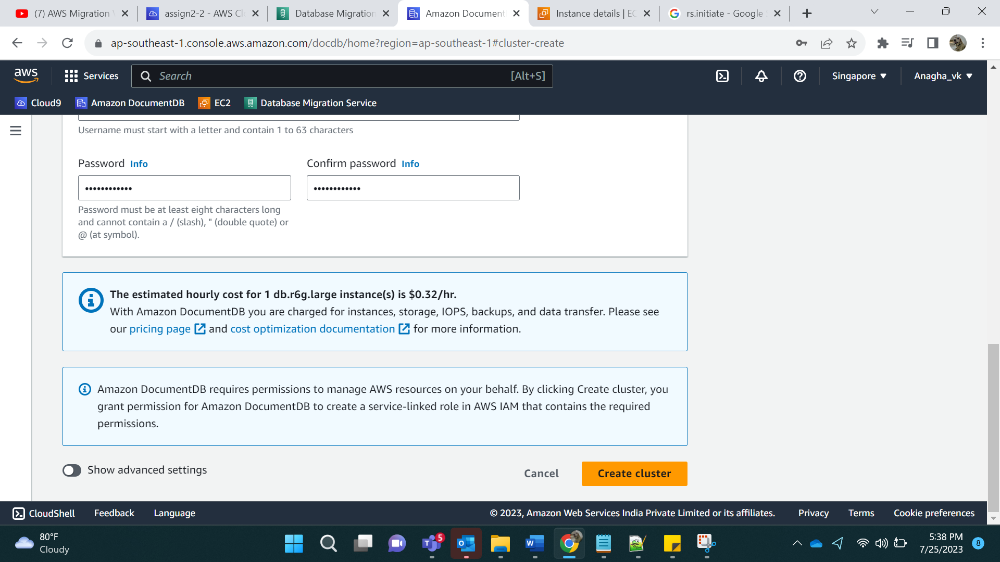 (7) AWS Migration
assign2-2 - AWS Cl
Database Migration
Amazon Document
Instance details | EC
rs.initiate - Google
ap-southeast-1.console.aws.amazon.com/docdb/home?region=ap-southeast-1#cluster-create
aws
Services
Search
[Alt+S]
Singapore
Anagha_vk
Cloud9
Amazon DocumentDB
EC2
Database Migration Service
Username must start with a letter and contain 1 to 63 characters
Password Info
Confirm password Info
••••••••••••
••••••••••••
Password must be at least eight characters long
and cannot contain a / (slash), " (double quote) or
@ (at symbol).
The estimated hourly cost for 1 db.r6g.large instance(s) is $0.32/hr.
With Amazon DocumentDB you are charged for instances, storage, IOPS, backups, and data transfer. Please see
our pricing page and cost optimization documentation for more information.
Amazon DocumentDB requires permissions to manage AWS resources on your behalf. By clicking Create cluster, you
grant permission for Amazon DocumentDB to create a service-linked role in AWS IAM that contains the required
permissions.
Show advanced settings
Cancel
Create cluster
CloudShell
Feedback
Language
© 2023, Amazon Web Services India Private Limited or its affiliates.
Privacy
Terms
Cookie preferences
80°F
Cloudy
5
5:38 PM
7/25/2023
8